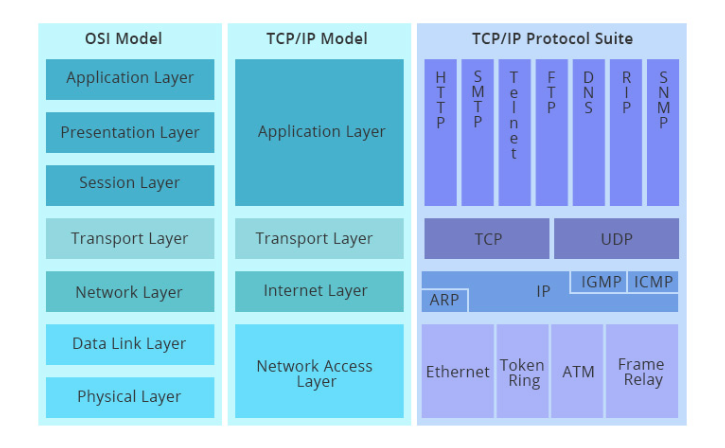 OSI Model
Application Layer
Presentation Layer
Session Layer
Transport Layer
Network Layer
Data Link Layer
Physical Layer
TCP/IP Model
Application Layer
Transport Layer
Internet Layer
Network Access
Layer
TCP/IP Protocol Suite
HTTP
SMTP
Telnet
FTP
DNS
RIP
SNMP
TCP
UDP
ARP
IP
IGMP
ICMP
Ethernet
Token
Ring
ATM
Frame
Relay